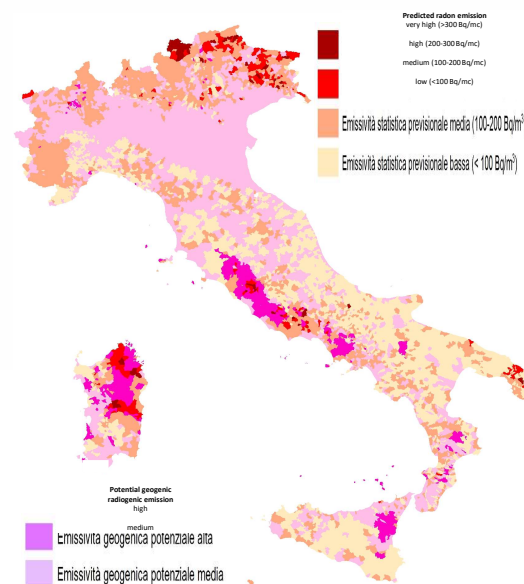 Predicted radon emission
very high (>300 Bq/mc)
high (200-300 Bq/mc)
medium (100-200 Bq/mc)
low (<100 Bq/mc)
Emissività statistica previsionale media (100-200 Bq/m³
Emissività statistica previsionale bassa (< 100 Bq/m³)
Potential geogenic
radiogenic emission
high
medium
Emissività geogenica potenziale alta
Emissività geogenica potenziale media